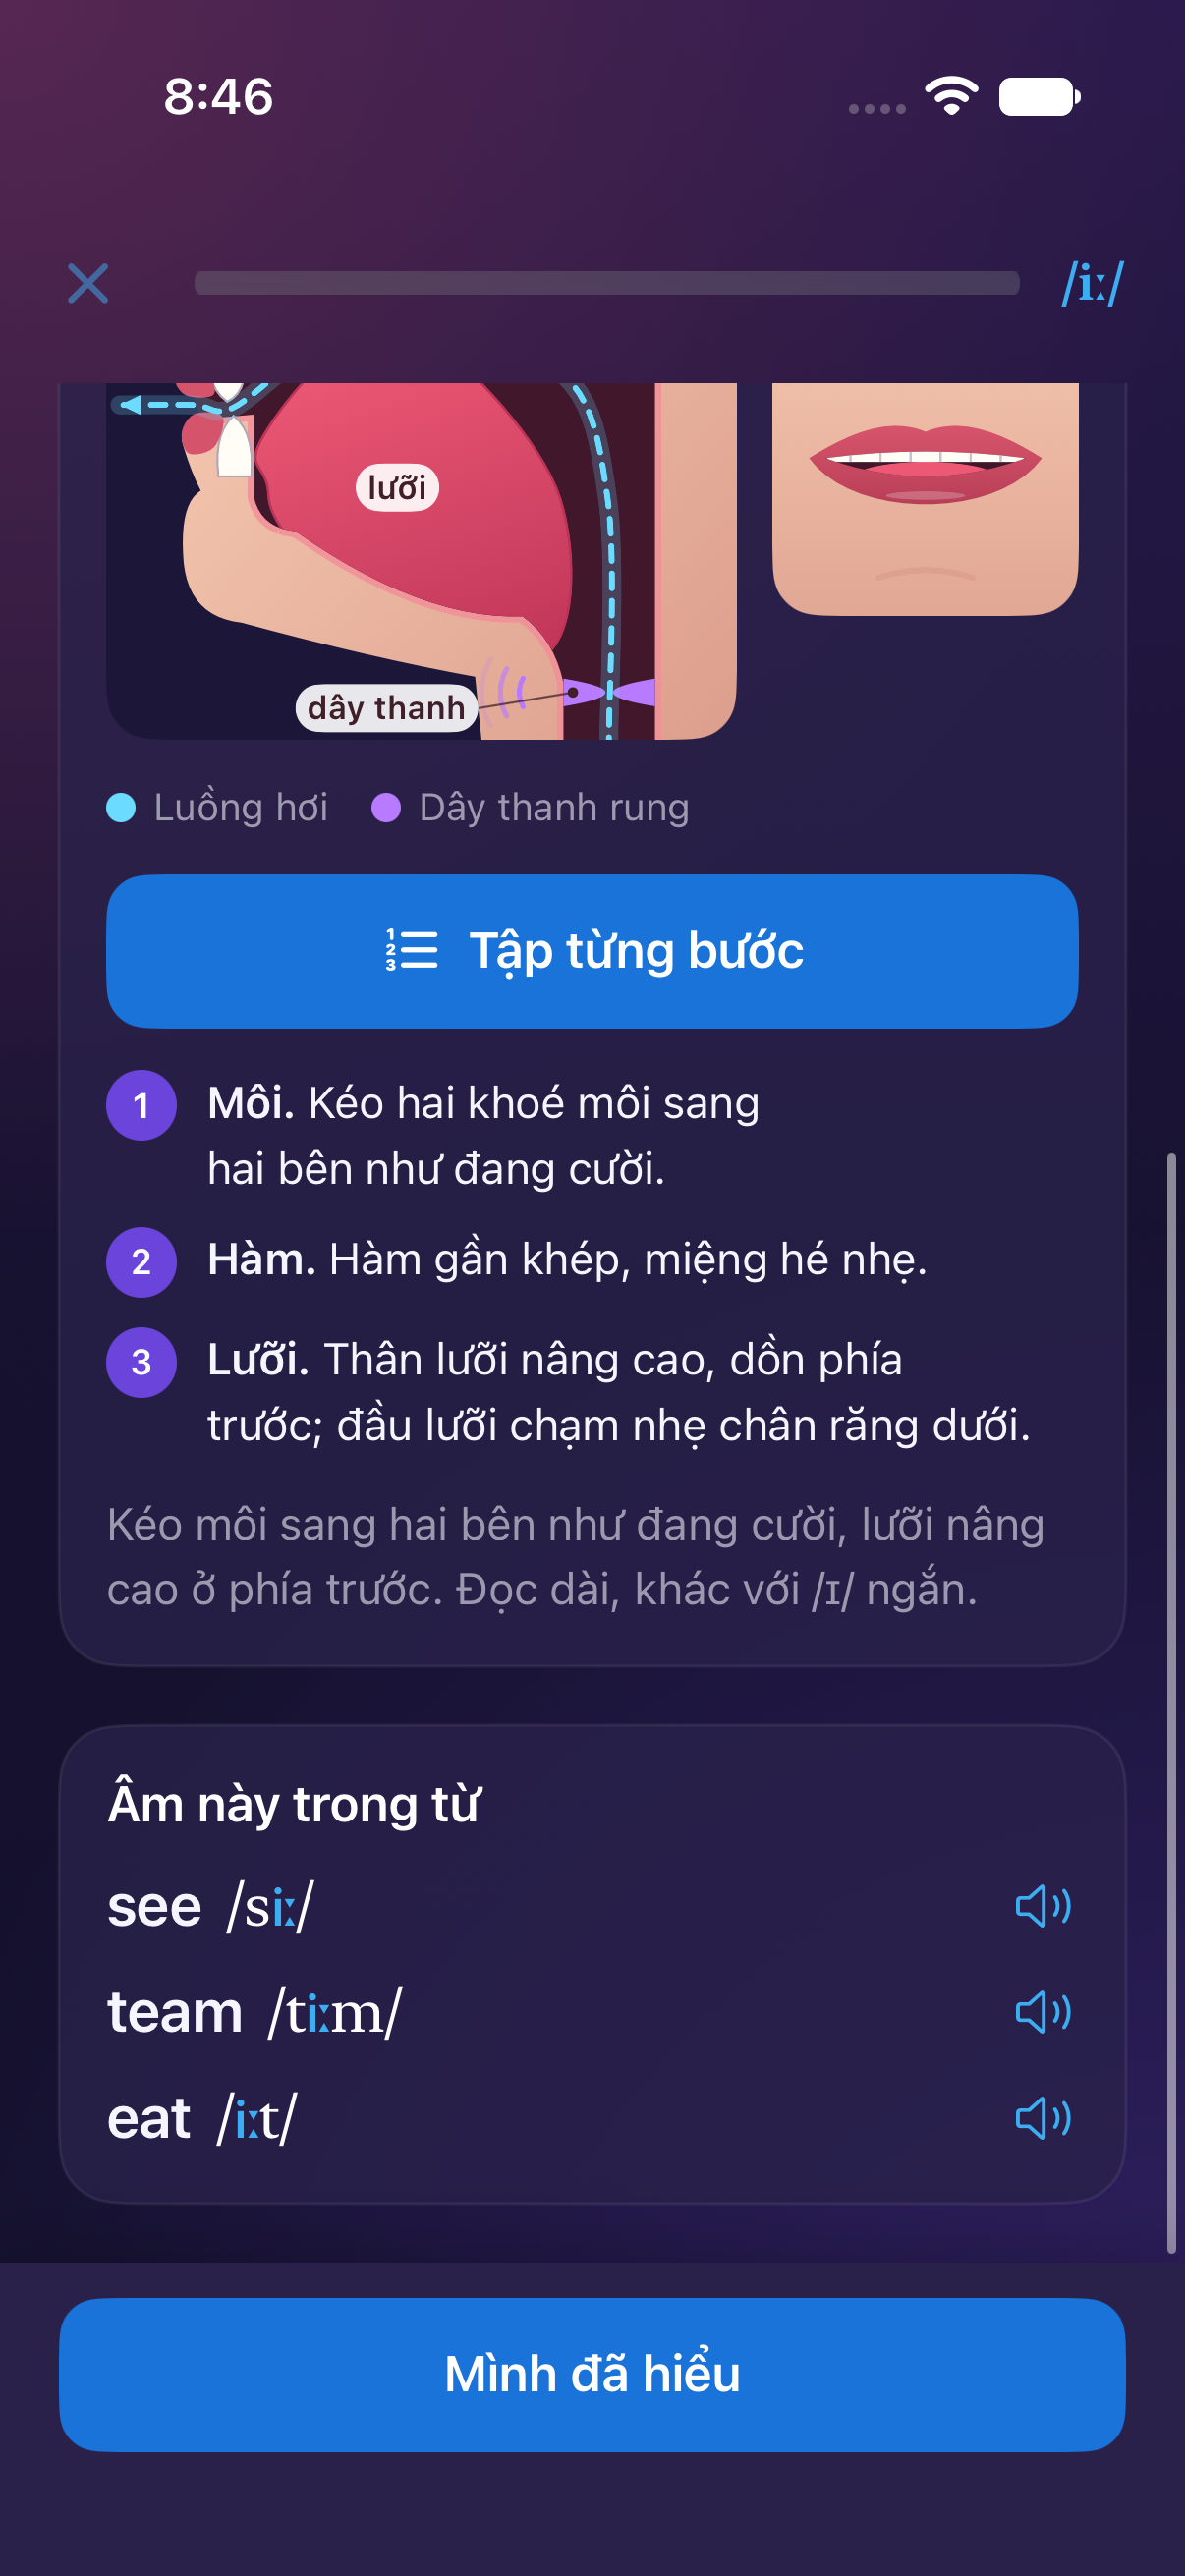 8:46
/iː/
lưỡi
dây thanh
Luồng hơi
Dây thanh rung
Tập từng bước
1
Môi. Kéo hai khoé môi sang
hai bên như đang cười.
2
Hàm. Hàm gần khép, miệng hé nhẹ.
3
Lưỡi. Thân lưỡi nâng cao, dồn phía
trước; đầu lưỡi chạm nhẹ chân răng dưới.
Kéo môi sang hai bên như đang cười, lưỡi nâng
cao ở phía trước. Đọc dài, khác với /ɪ/ ngắn.
Âm này trong từ
see /siː/
team /tiːm/
eat /iːt/
Mình đã hiểu